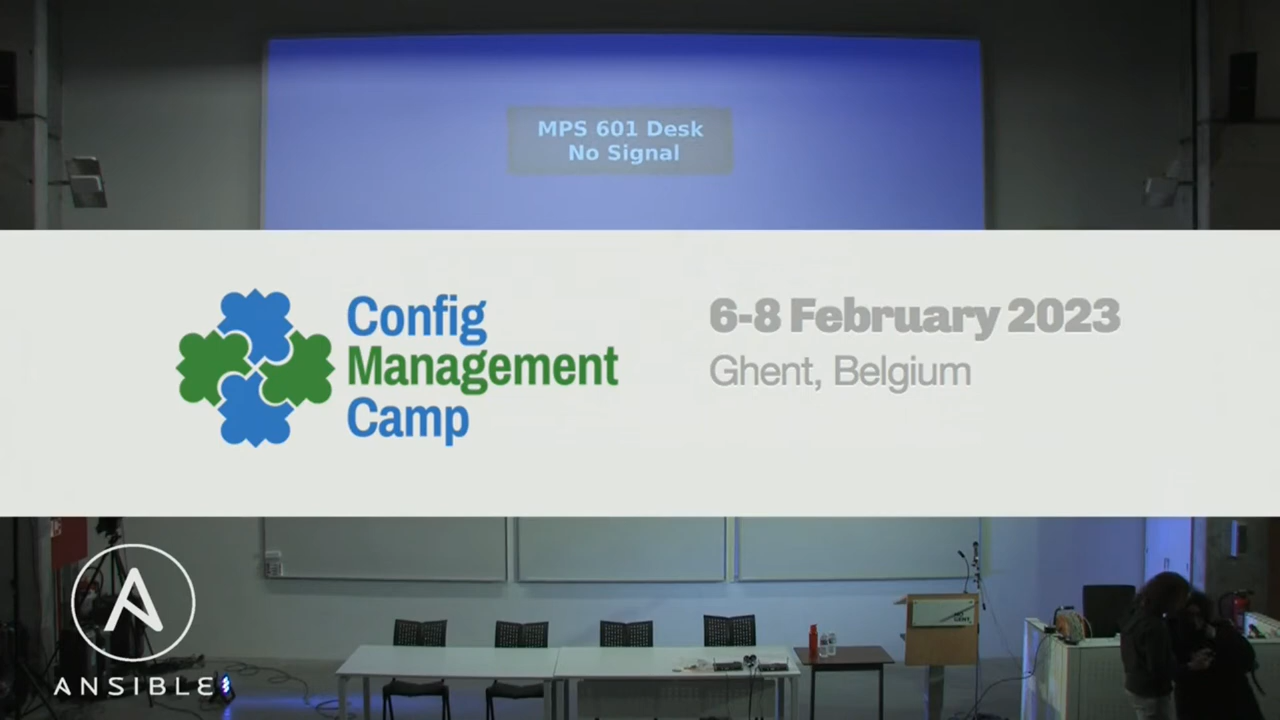 MPS 601 Desk
No Signal
Config
Management
Camp
6-8 February 2023
Ghent, Belgium
ANSIBLE